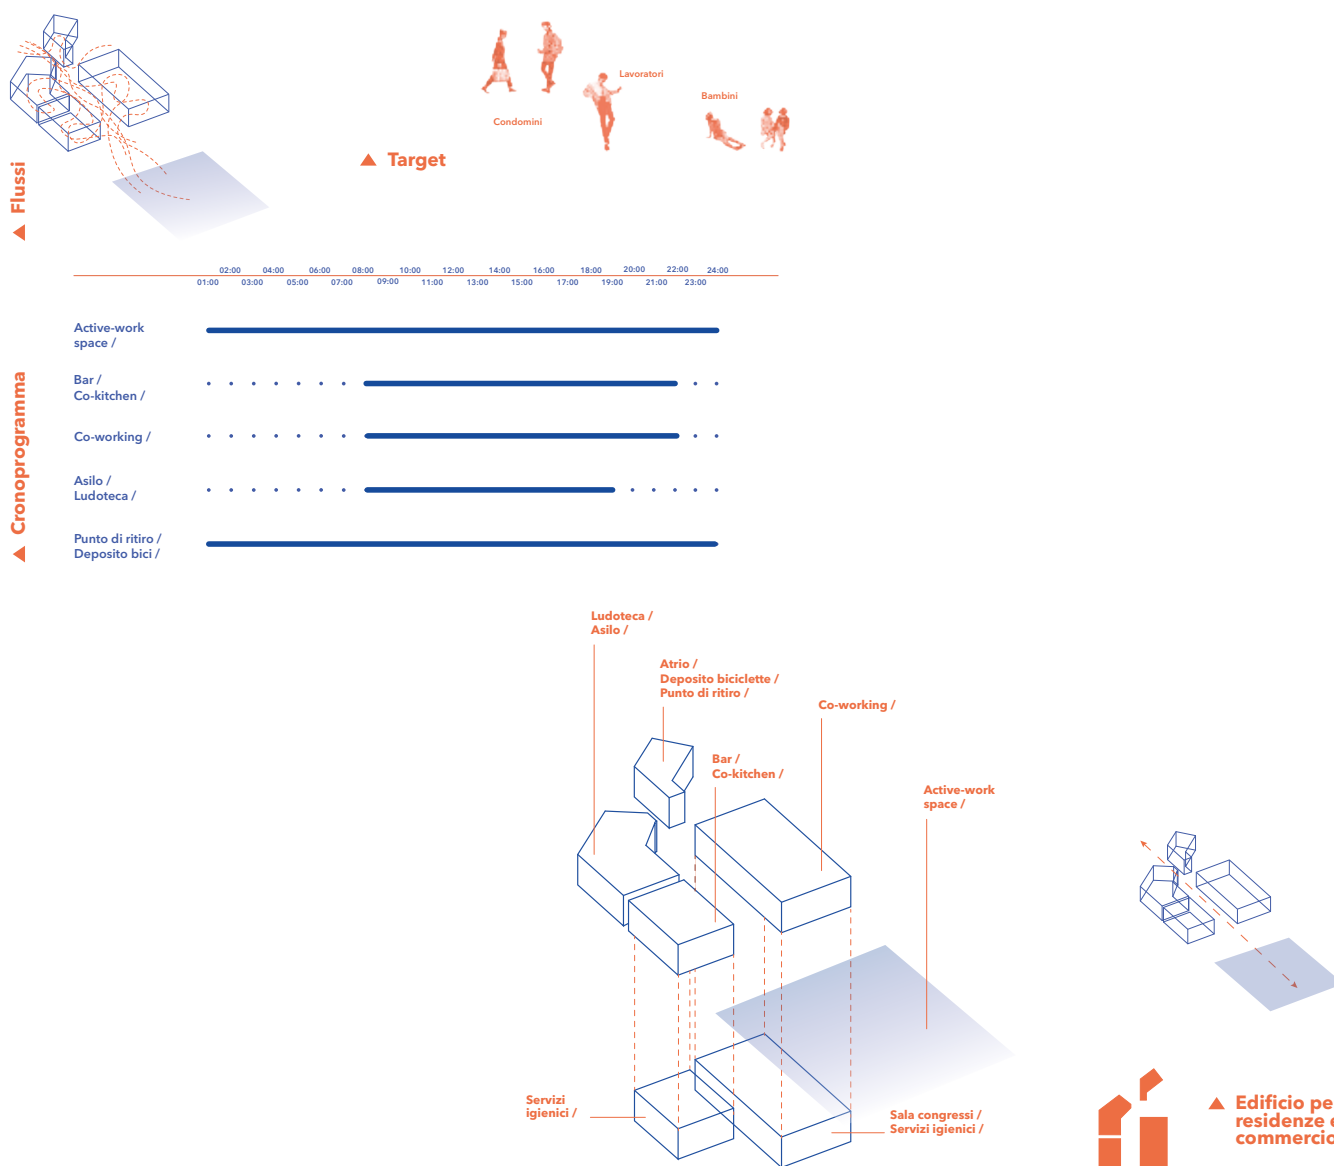 Flussi
Target
Condomini
Lavoratori
Bambini
02:00 04:00 06:00 08:00 10:00 12:00 14:00 16:00 18:00 20:00 22:00 24:00
01:00 03:00 05:00 07:00 09:00 11:00 13:00 15:00 17:00 19:00 21:00 23:00
Cronoprogramma
Active-work
space /
Bar /
Co-kitchen /
Co-working /
Asilo /
Ludoteca /
Punto di ritiro /
Deposito bici /
Ludoteca /
Asilo /
Atrio /
Deposito biciclette /
Punto di ritiro /
Co-working /
Bar /
Co-kitchen /
Active-work
space /
Servizi
igienici /
Sala congressi /
Servizi igienici /
Edificio pe
residenze e
commercio